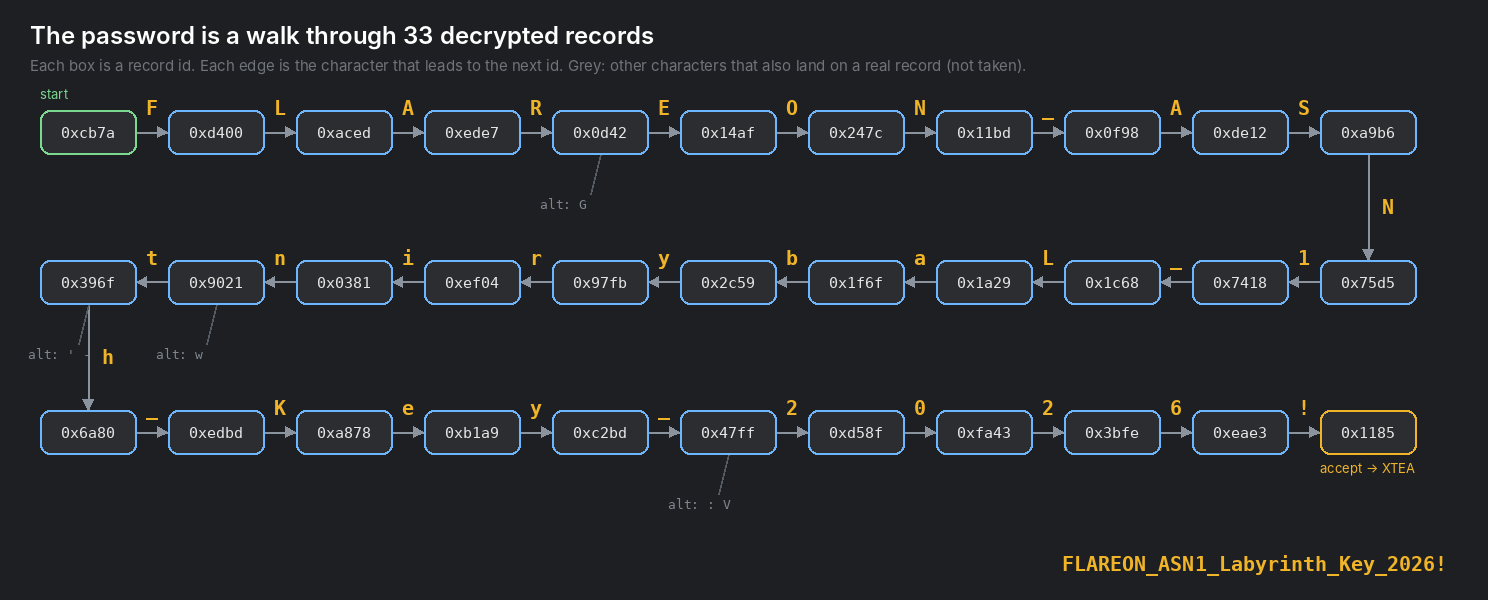 The password is a walk through 33 decrypted records
Each box is a record id. Each edge is the character that leads to the next id. Grey: other characters that also land on a real record (not taken).
start
F L A R E O N _ A S
0xcb7a 0xd400 0xaced 0xede7 0x0d42 0x14af 0x247c 0x11bd 0x0f98 0xde12 0xa9b6
alt: G
N
t n i r y b a L _ 1
0x396f 0x9021 0x0381 0xef04 0x97fb 0x2c59 0x1f6f 0x1a29 0x1c68 0x7418 0x75d5
alt: ' - h alt: w
_ K e y _ 2 0 2 6 !
0x6a80 0xedbd 0xa878 0xb1a9 0xc2bd 0x47ff 0xd58f 0xfa43 0x3bfe 0xeae3 0x1185
accept → XTEA
alt: : V
FLAREON_ASN1_Labyrinth_Key_2026!